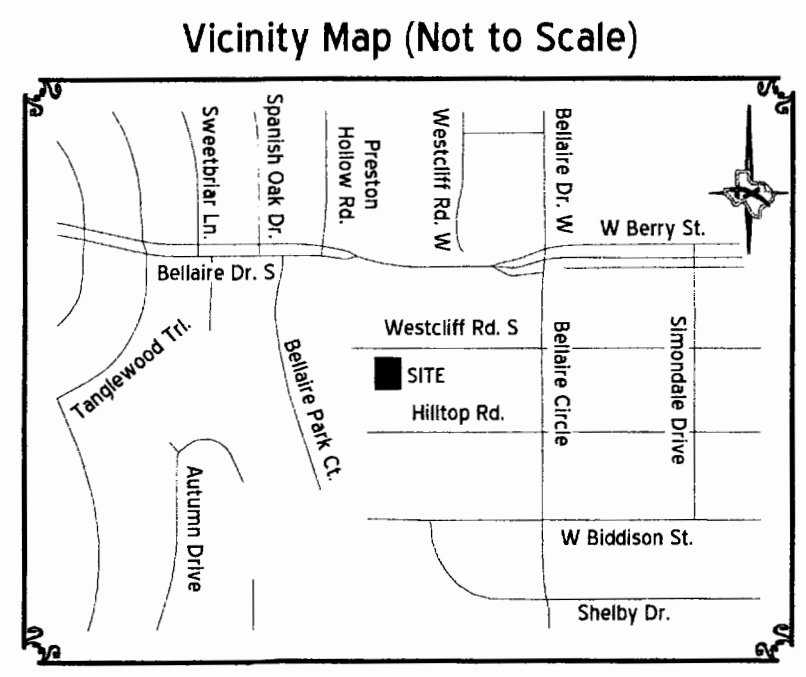 Vicinity Map (Not to Scale)
Sweetbriar Ln.
Spanish Oak Dr.
Preston
Hollow Rd.
Westcliff Rd. W
Bellaire Dr. W
W Berry St.
Bellaire Dr. S
Tanglewood Trl.
Bellaire Park Ct.
Westcliff Rd. S
SITE
Hilltop Rd.
Bellaire Circle
Simondale Drive
Autumn Drive
W Biddison St.
Shelby Dr.